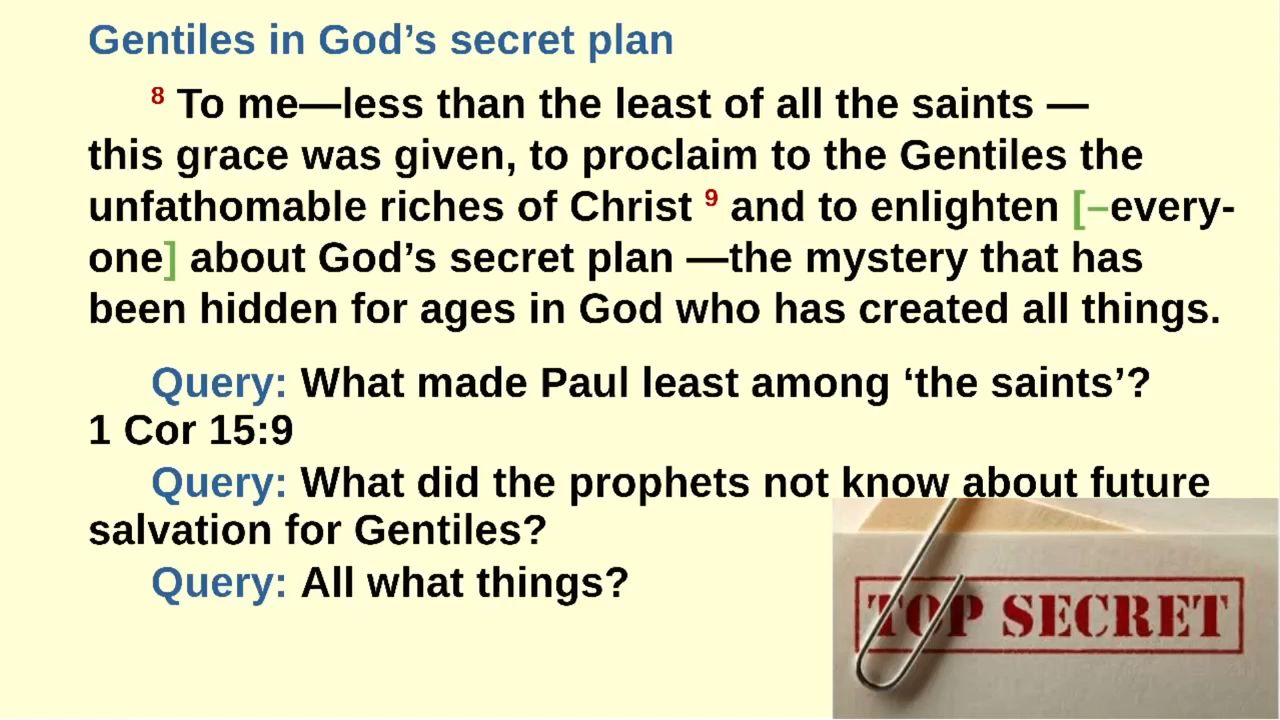 Gentiles in God’s secret plan
8 To me—less than the least of all the saints —
this grace was given, to proclaim to the Gentiles the
unfathomable riches of Christ 9 and to enlighten [–every-
one] about God’s secret plan —the mystery that has
been hidden for ages in God who has created all things.
Query: What made Paul least among ‘the saints’?
1 Cor 15:9
Query: What did the prophets not know about future
salvation for Gentiles?
Query: All what things?
TOP SECRET